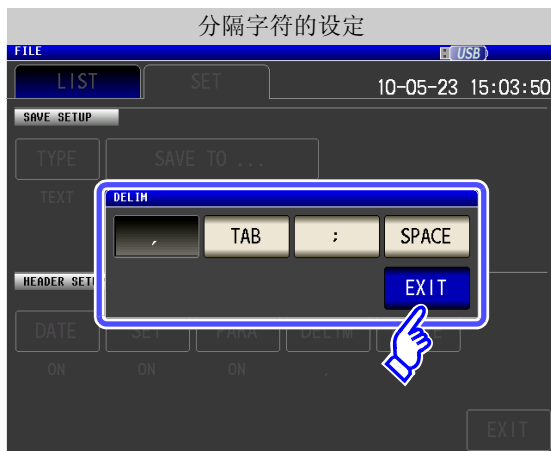 分隔字符的设定
FILE
USB
LIST
SET
10-05-23 15:03:50
SAVE SETUP
TYPE
SAVE TO ...
TEXT
DELIM
,
TAB
;
SPACE
EXIT
HEADER SET
DATE
SET
PARA
DELIM
ON
ON
ON
.
EXIT